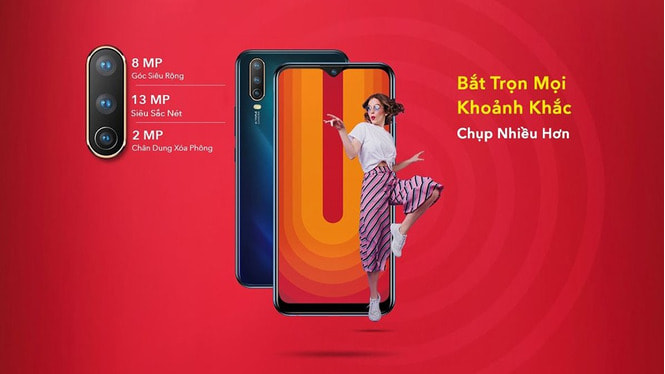 8 MP
Góc Siêu Rộng
13 MP
Siêu Sắc Nét
2 MP
Chân Dung Xóa Phông
Bắt Trọn Mọi
Khoảnh Khắc
Chụp Nhiều Hơn